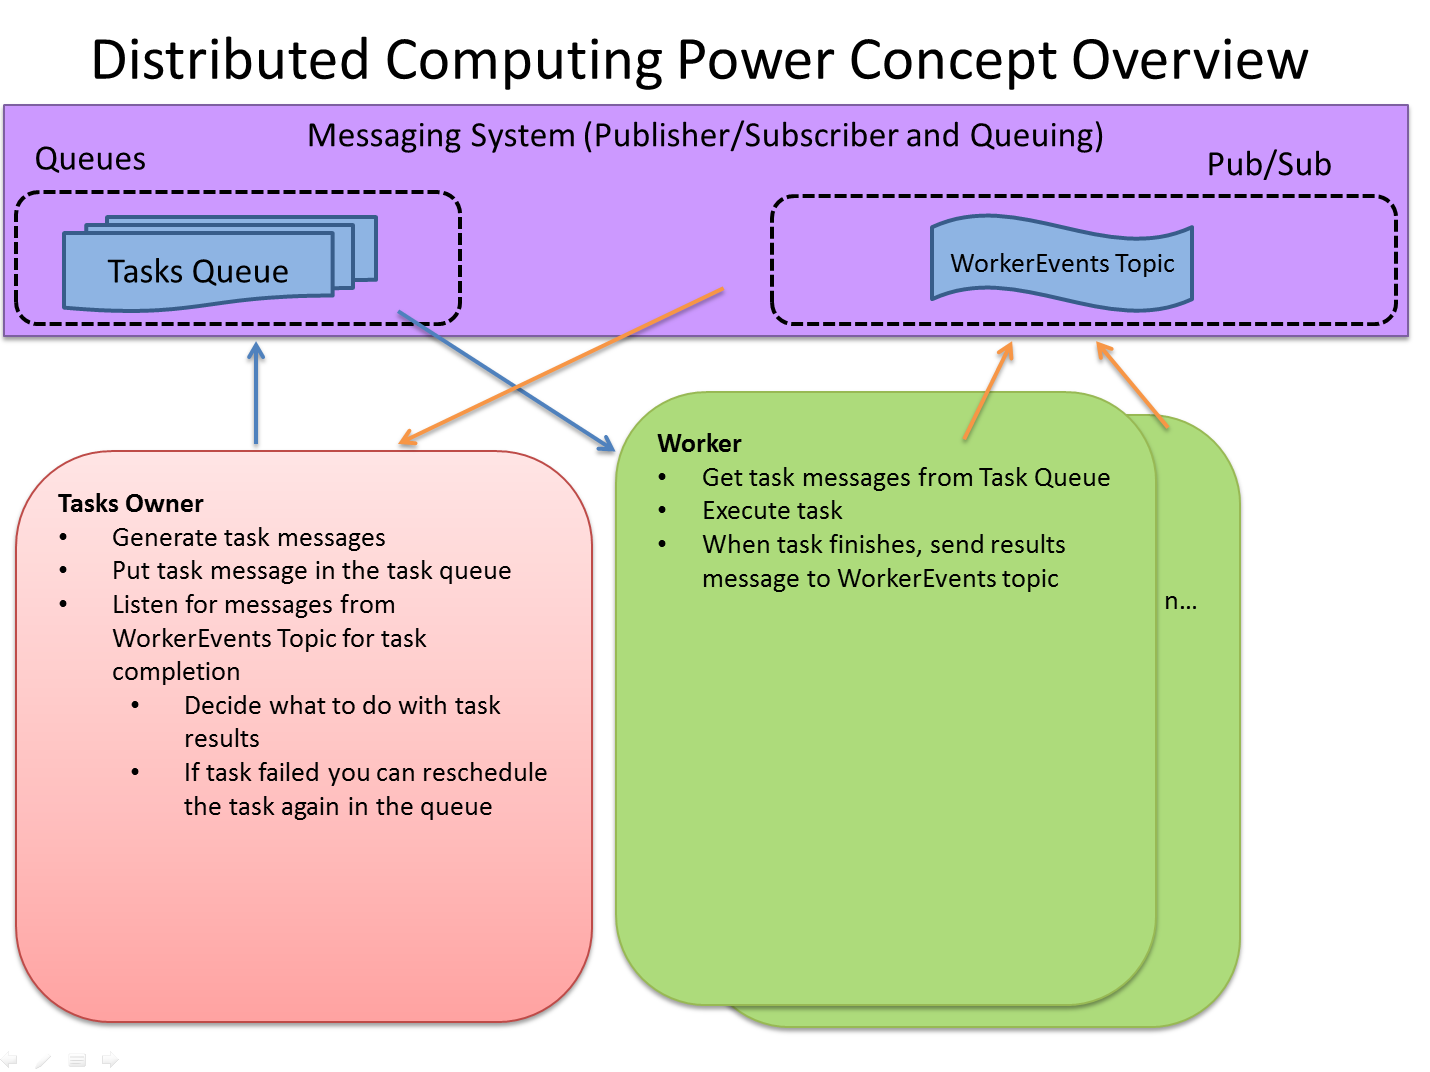 Distributed Computing Power Concept Overview
Messaging System (Publisher/Subscriber and Queuing)
Queues
Pub/Sub
Tasks Queue
WorkerEvents Topic
Tasks Owner
• Generate task messages
• Put task message in the task queue
• Listen for messages from
WorkerEvents Topic for task
completion
• Decide what to do with task
results
• If task failed you can reschedule
the task again in the queue
Worker
• Get task messages from Task Queue
• Execute task
• When task finishes, send results
message to WorkerEvents topic
n...